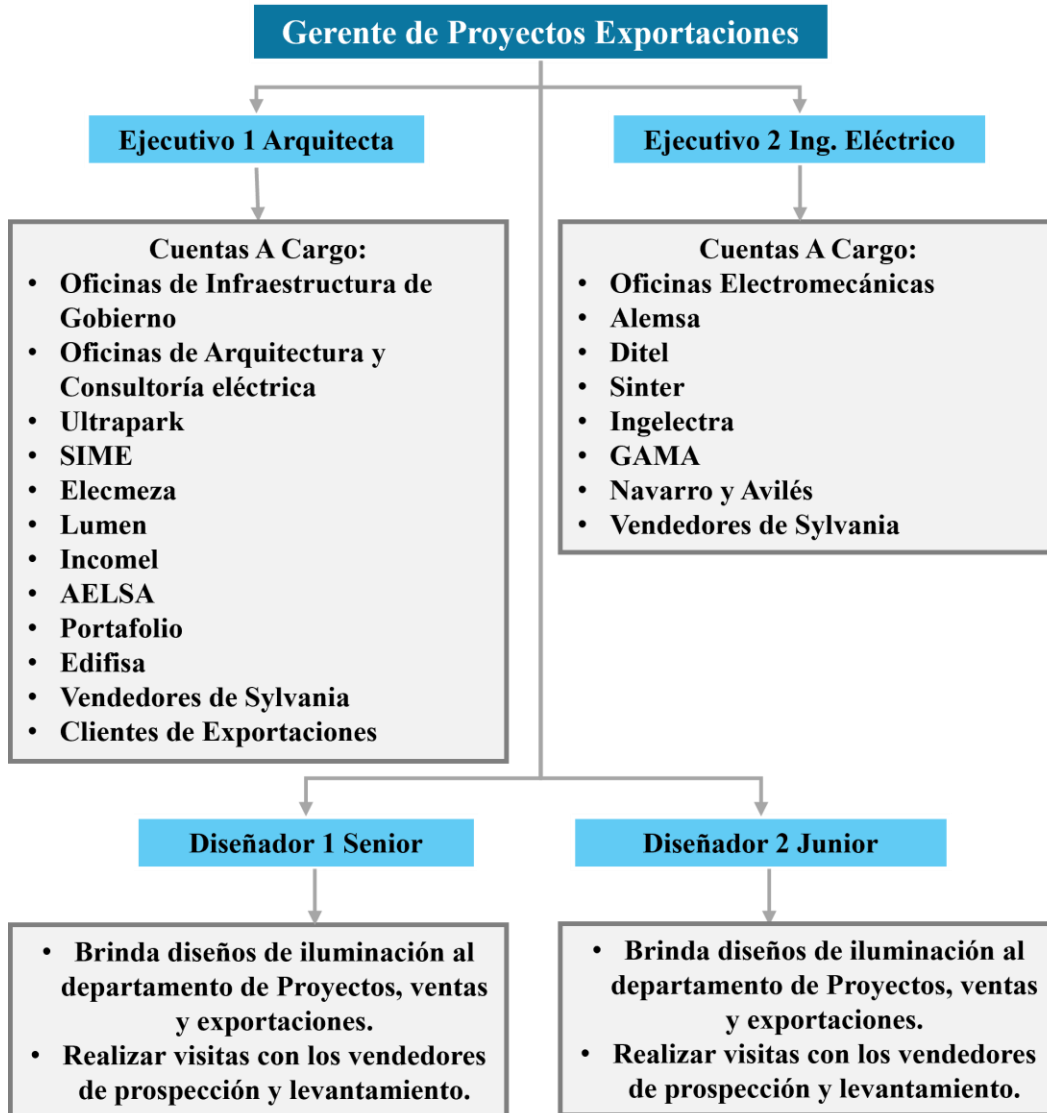 Gerente de Proyectos Exportaciones
Ejecutivo 1 Arquitecta
Ejecutivo 2 Ing. Eléctrico
Cuentas A Cargo:
• Oficinas de Infraestructura de
Gobierno
• Oficinas de Arquitectura y
Consultoría eléctrica
• Ultrapark
• SIME
• Elecmeza
• Lumen
• Incomel
• AELSA
• Portafolio
• Edifisa
• Vendedores de Sylvania
• Clientes de Exportaciones
Cuentas A Cargo:
• Oficinas Electromecánicas
• Alemsa
• Ditel
• Sinter
• Ingelectra
• GAMA
• Navarro y Avilés
• Vendedores de Sylvania
Diseñador 1 Senior
Diseñador 2 Junior
• Brinda diseños de iluminación al
departamento de Proyectos, ventas
y exportaciones.
• Realizar visitas con los vendedores
de prospección y levantamiento.
• Brinda diseños de iluminación al
departamento de Proyectos, ventas
y exportaciones.
• Realizar visitas con los vendedores
de prospección y levantamiento.